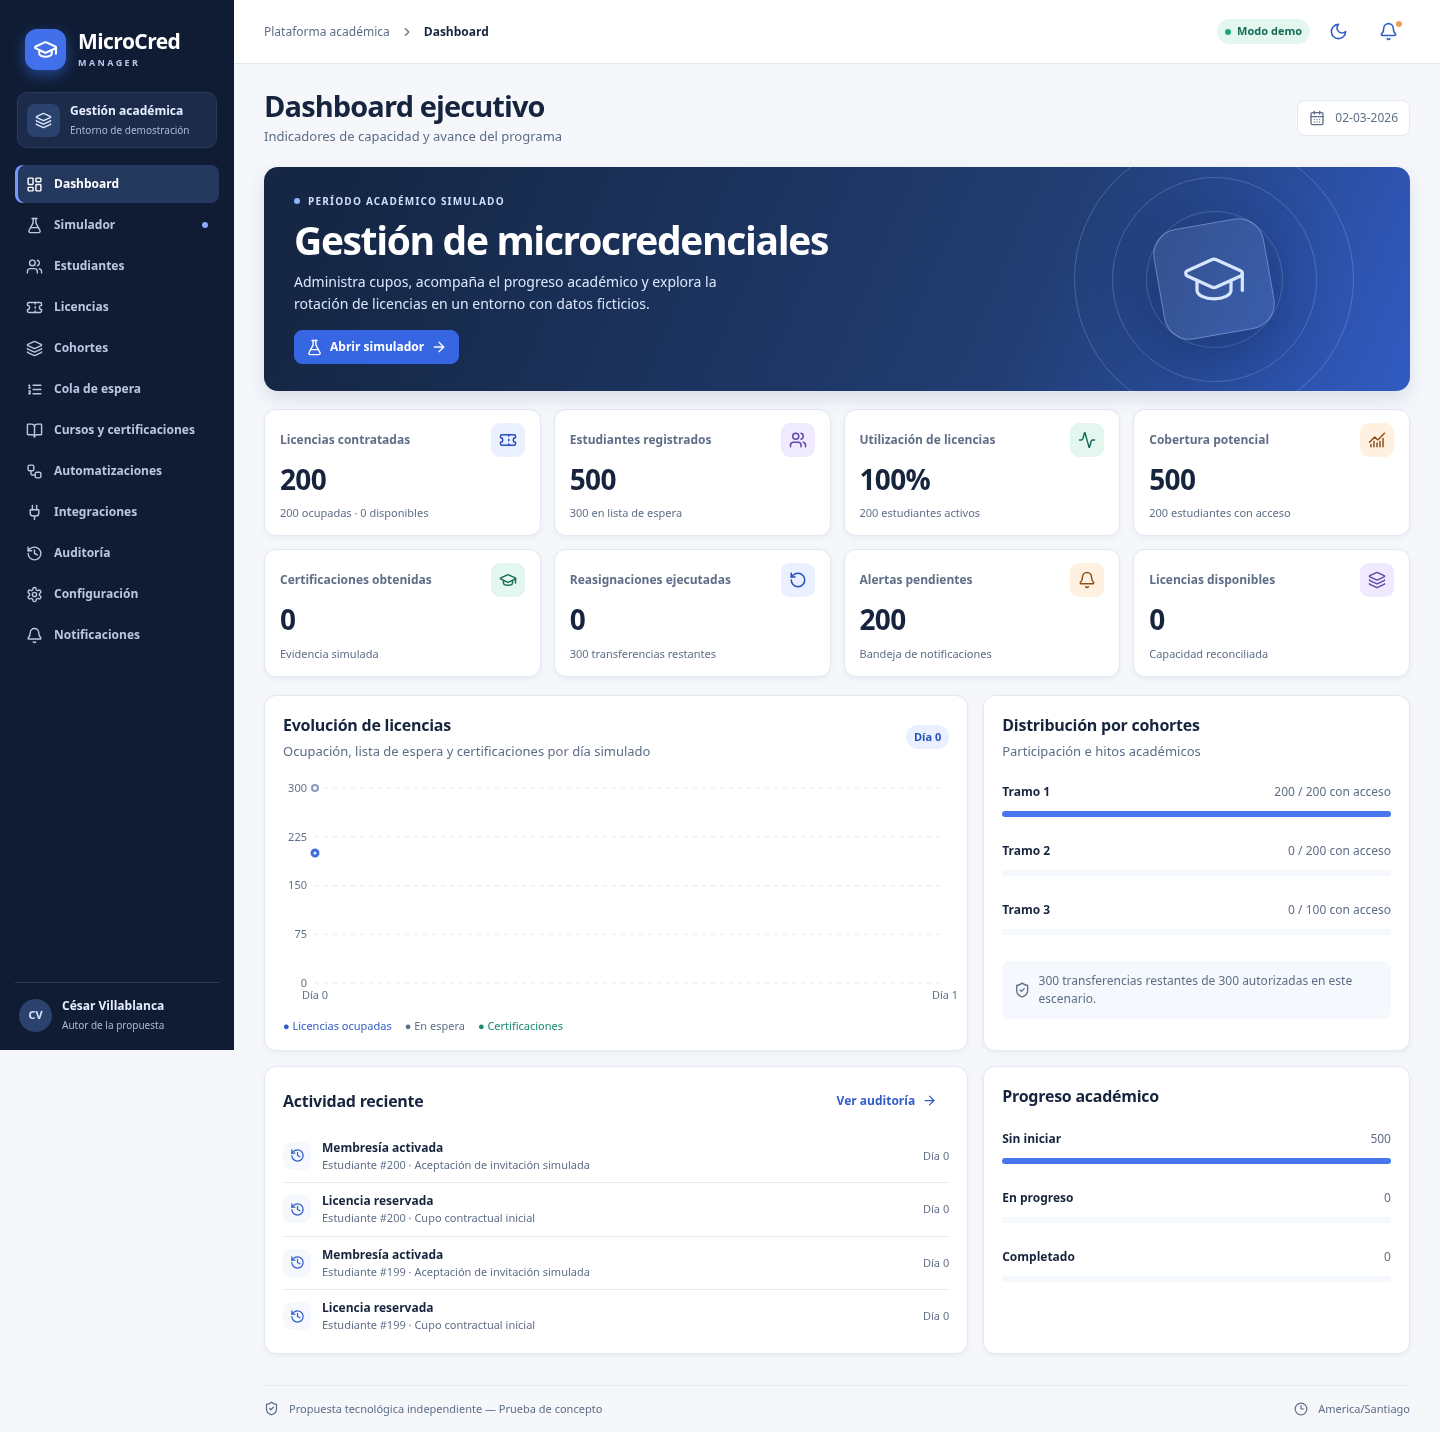 MicroCred
MANAGER
Gestión académica
Entorno de demostración
Dashboard
Simulador
Estudiantes
Licencias
Cohortes
Cola de espera
Cursos y certificaciones
Automatizaciones
Integraciones
Auditoría
Configuración
Notificaciones
CV
César Villablanca
Autor de la propuesta
Plataforma académica > Dashboard
Modo demo
Dashboard ejecutivo
Indicadores de capacidad y avance del programa
02-03-2026
PERÍODO ACADÉMICO SIMULADO
Gestión de microcredenciales
Administra cupos, acompaña el progreso académico y explora la
rotación de licencias en un entorno con datos ficticios.
Abrir simulador
Licencias contratadas
200
200 ocupadas · 0 disponibles
Estudiantes registrados
500
300 en lista de espera
Utilización de licencias
100%
200 estudiantes activos
Cobertura potencial
500
200 estudiantes con acceso
Certificaciones obtenidas
0
Evidencia simulada
Reasignaciones ejecutadas
0
300 transferencias restantes
Alertas pendientes
200
Bandeja de notificaciones
Licencias disponibles
0
Capacidad reconciliada
Evolución de licencias
Ocupación, lista de espera y certificaciones por día simulado
Día 0
300
225
150
75
0
Día 0
Día 1
● Licencias ocupadas ● En espera ● Certificaciones
Distribución por cohortes
Participación e hitos académicos
Tramo 1 200 / 200 con acceso
Tramo 2 0 / 200 con acceso
Tramo 3 0 / 100 con acceso
300 transferencias restantes de 300 autorizadas en este
escenario.
Actividad reciente
Ver auditoría
Membresía activada
Estudiante #200 · Aceptación de invitación simulada
Día 0
Licencia reservada
Estudiante #200 · Cupo contractual inicial
Día 0
Membresía activada
Estudiante #199 · Aceptación de invitación simulada
Día 0
Licencia reservada
Estudiante #199 · Cupo contractual inicial
Día 0
Progreso académico
Sin iniciar 500
En progreso 0
Completado 0
Propuesta tecnológica independiente — Prueba de concepto
America/Santiago